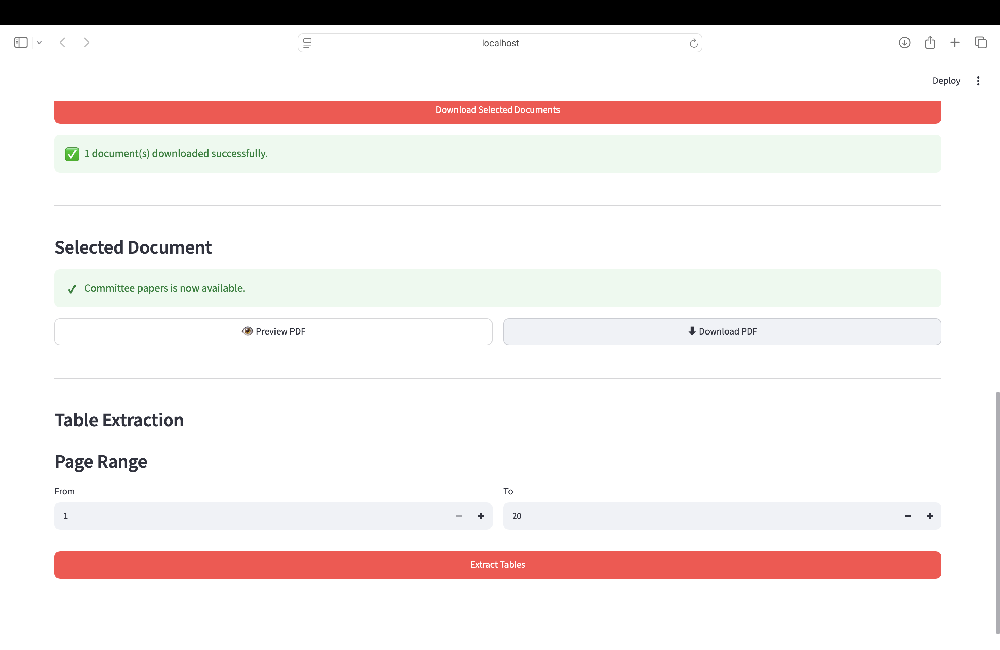 localhost
Deploy
Download Selected Documents
✅ 1 document(s) downloaded successfully.
Selected Document
✔ Committee papers is now available.
👁 Preview PDF
⬇ Download PDF
Table Extraction
Page Range
From
To
1
20
Extract Tables